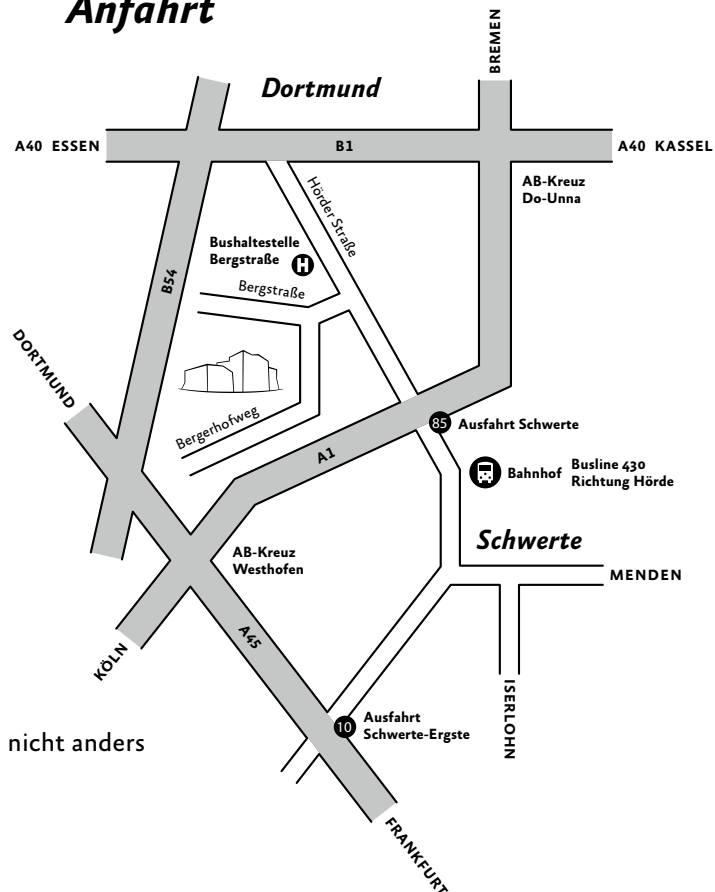 Anfahrt
BREMEN
Dortmund
A40 ESSEN
B1
A40 KASSEL
AB-Kreuz
Do-Unna
Hörder Straße
Bushaltestelle
Bergstraße
H
Bergstraße
B54
DORTMUND
Bergerhofweg
85
Ausfahrt Schwerte
A1
Bahnhof
Busline 430
Richtung Hörde
Schwerte
AB-Kreuz
Westhofen
MENDEN
KÖLN
A45
ISERLOHN
10
Ausfahrt
Schwerte-Ergste
nicht anders
FRANKFURT